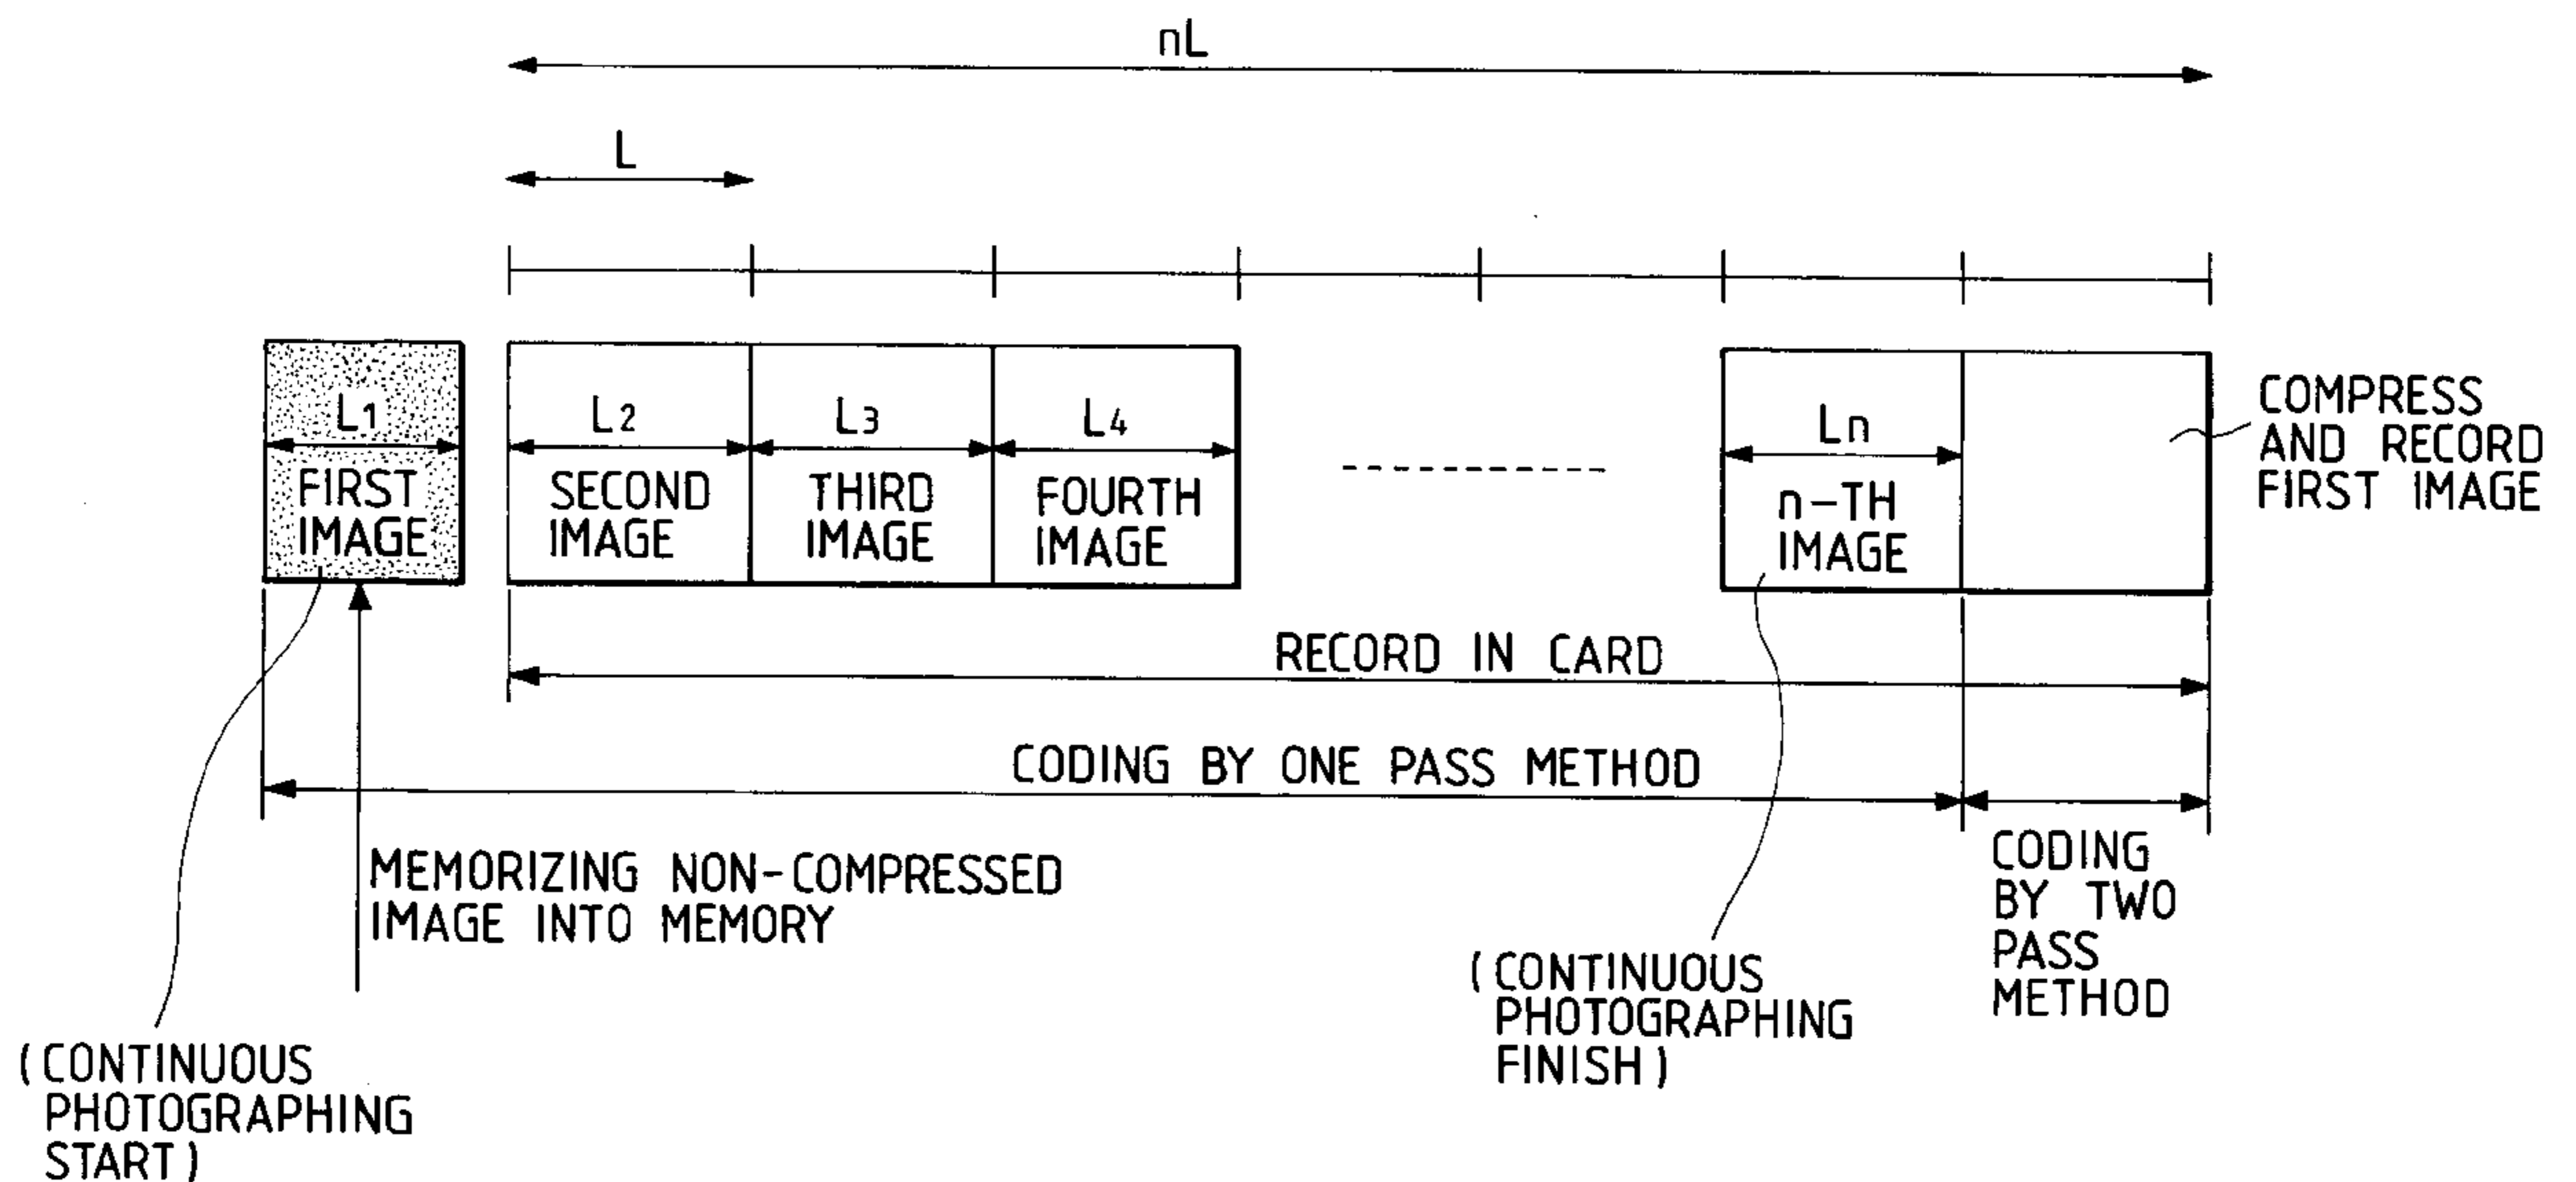 nL
L
L1
FIRST
IMAGE
L2
SECOND
IMAGE
L3
THIRD
IMAGE
L4
FOURTH
IMAGE
Ln
n-TH
IMAGE
COMPRESS
AND RECORD
FIRST IMAGE
RECORD IN CARD
CODING BY ONE PASS METHOD
CODING
BY TWO
PASS
METHOD
MEMORIZING NON-COMPRESSED
IMAGE INTO MEMORY
(CONTINUOUS
PHOTOGRAPHING
FINISH)
(CONTINUOUS
PHOTOGRAPHING
START)